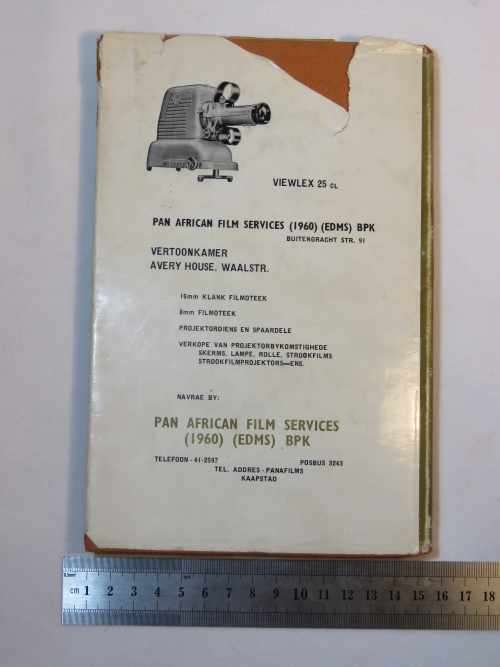 VIEWLEX 25 CL
PAN AFRICAN FILM SERVICES (1960) (EDMS) BPK
BUITENGRACHT STR. 91
VERTOONKAMER
AVERY HOUSE, WAALSTR.
16mm KLANK FILMOTEEK
8mm FILMOTEEK
PROJEKTORDIENS EN SPAARDELE
VERKOPE VAN PROJEKTORBYKOMSTIGHEDE
SKERMS, LAMPE, ROLLE, STROOKFILMS
STROOKFILMPROJEKTORS—ENS.
NAVRAE BY:
PAN AFRICAN FILM SERVICES
(1960) (EDMS) BPK
TELEFOON - 41-2597 POSBUS 3243
TEL. ADDRES - PANAFILMS
KAAPSTAD
cm 1 2 3 4 5 6 7 8 9 10 11 12 13 14 15 16 17 18